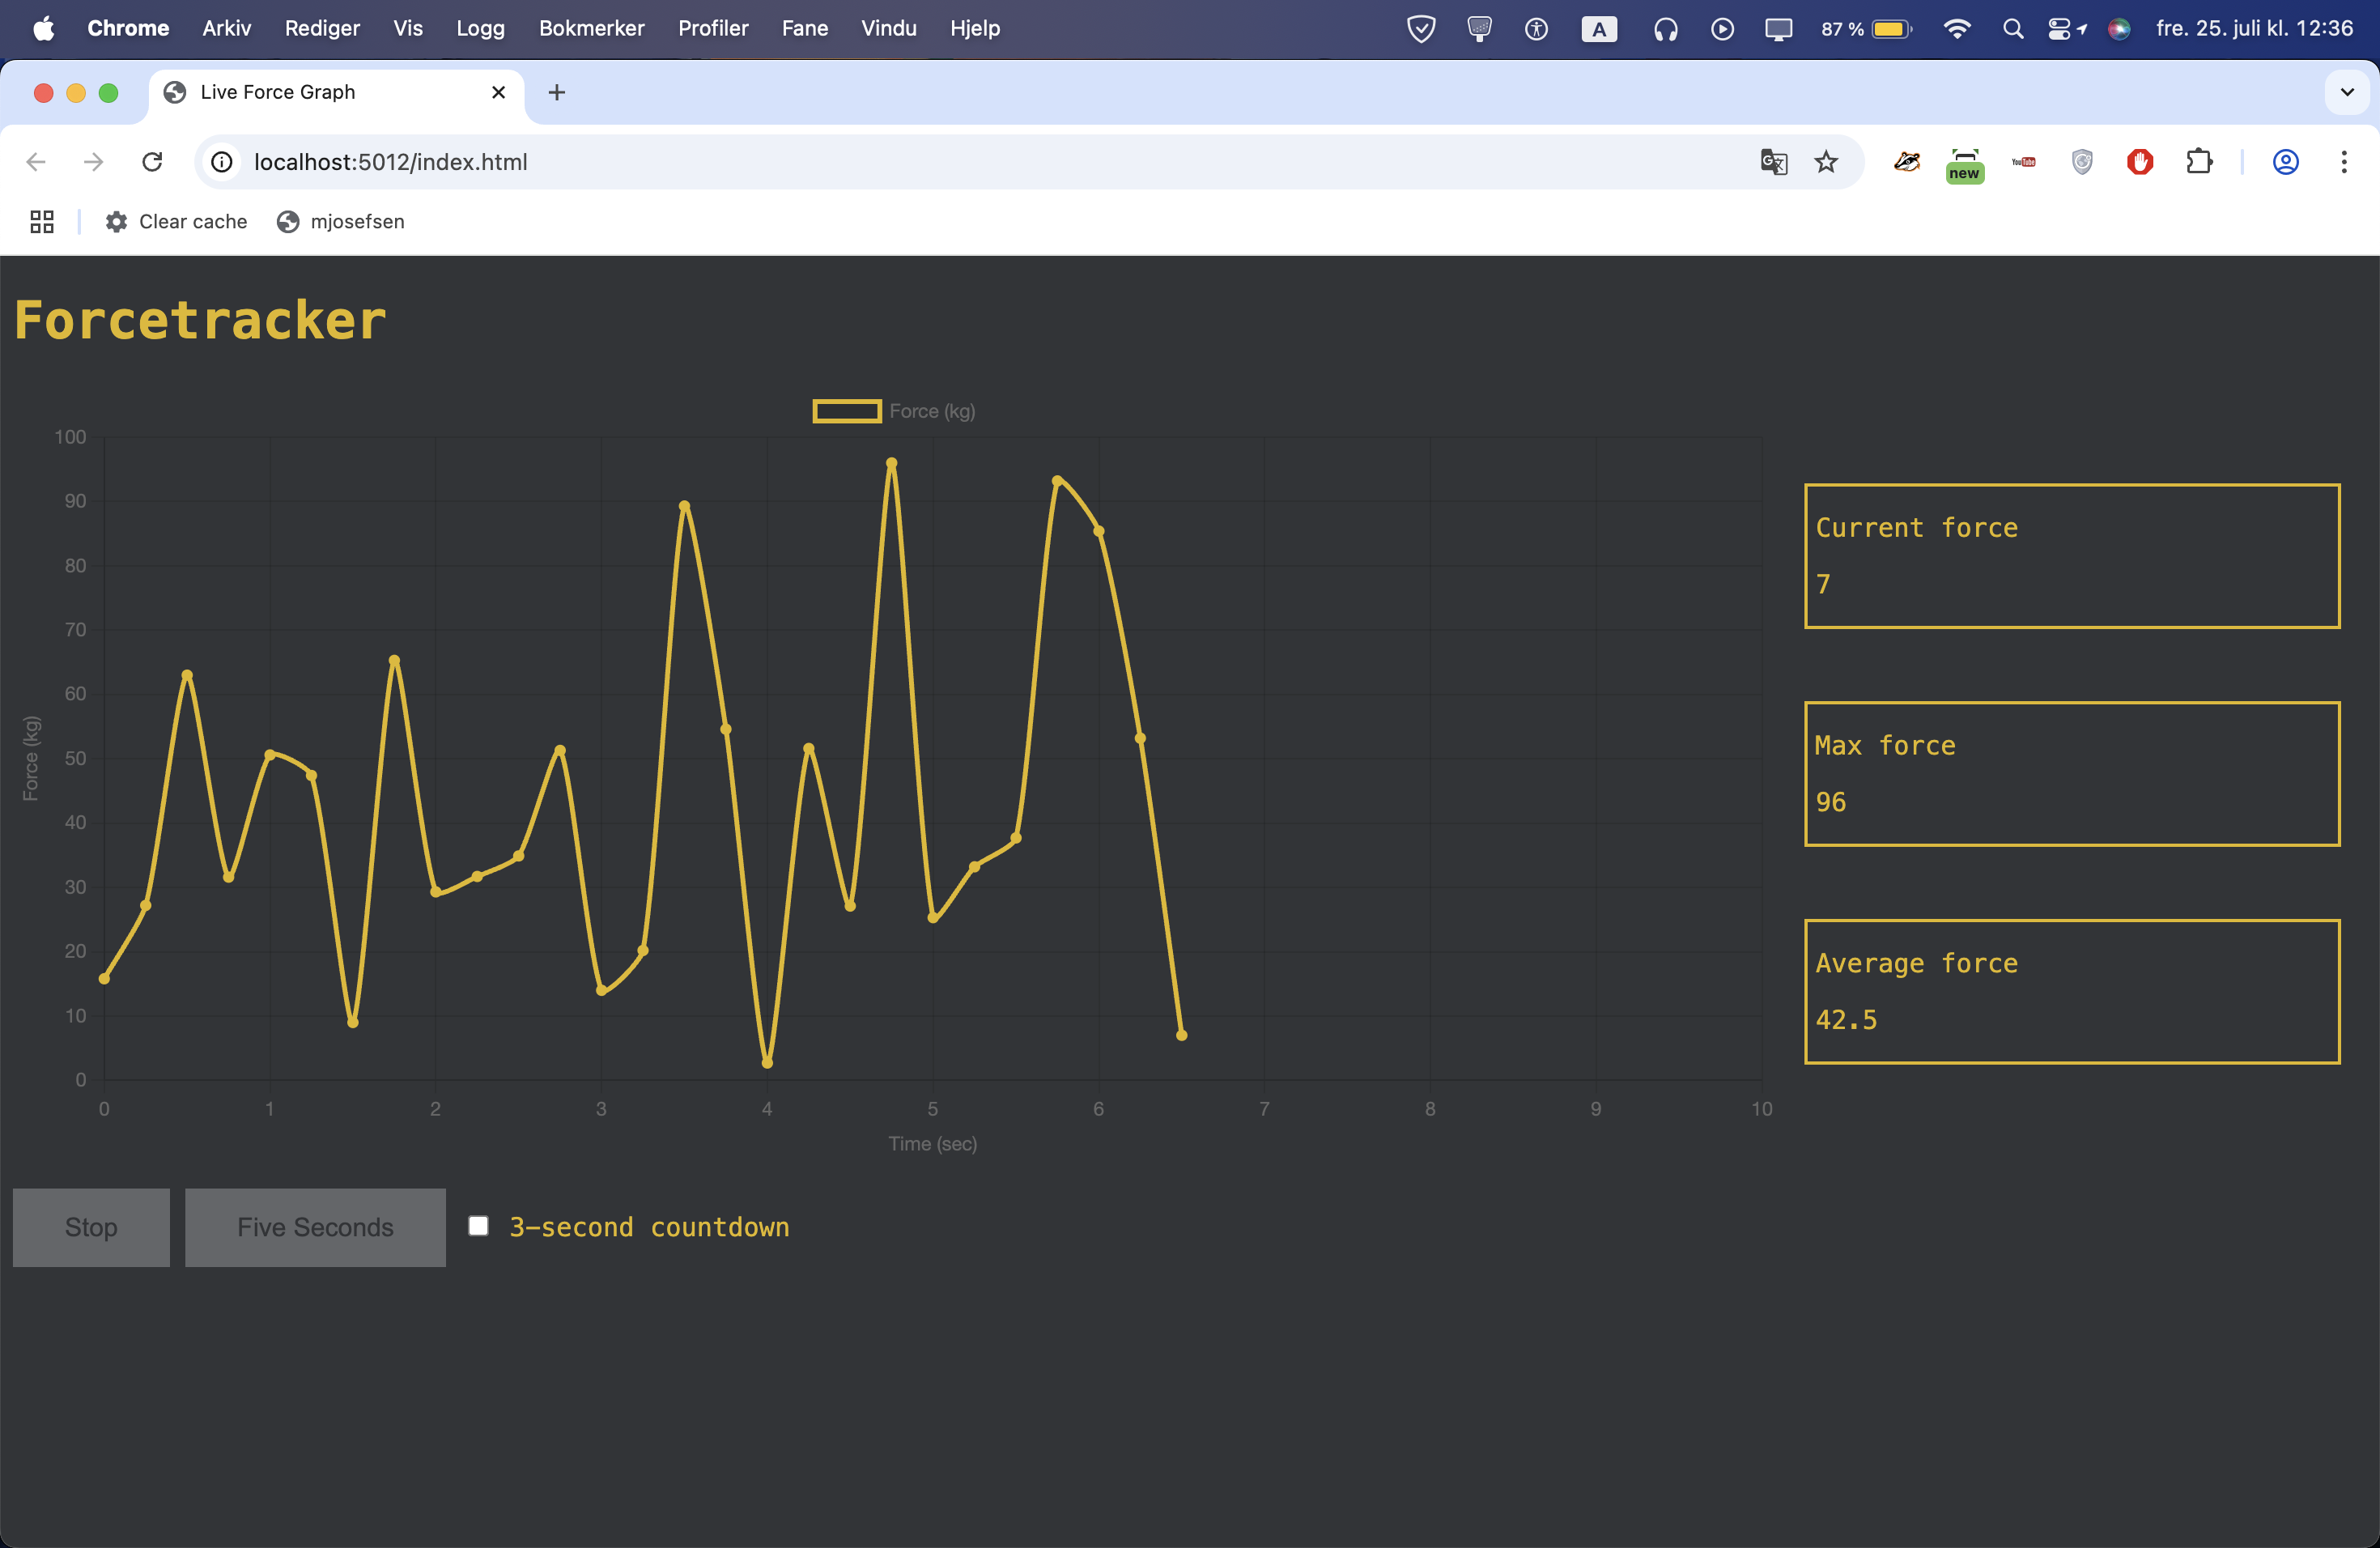 Chrome Arkiv Rediger Vis Logg Bokmerker Profiler Fane Vindu Hjelp A 87 % fre. 25. juli kl. 12:36
Live Force Graph
localhost:5012/index.html
new
YouTube
Clear cache mjosefsen
Forcetracker
Force (kg)
100
90
80
70
60
50
40
30
20
10
0
Force (kg)
0 1 2 3 4 5 6 7 8 9 10
Time (sec)
Current force
7
Max force
96
Average force
42.5
Stop Five Seconds 3-second countdown